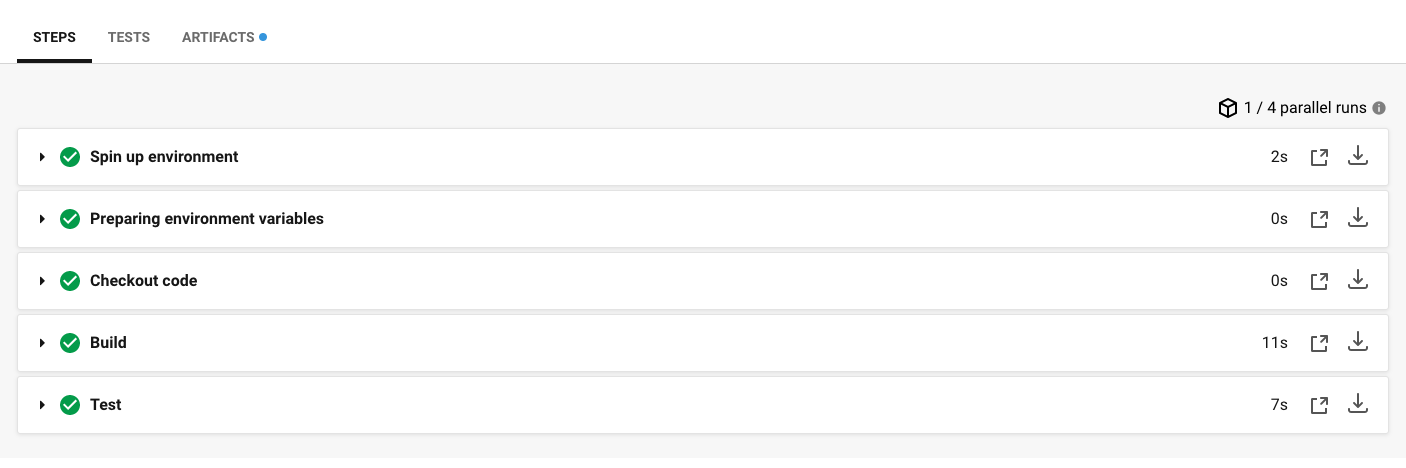 STEPS TESTS ARTIFACTS
1 / 4 parallel runs
Spin up environment 2s
Preparing environment variables 0s
Checkout code 0s
Build 11s
Test 7s